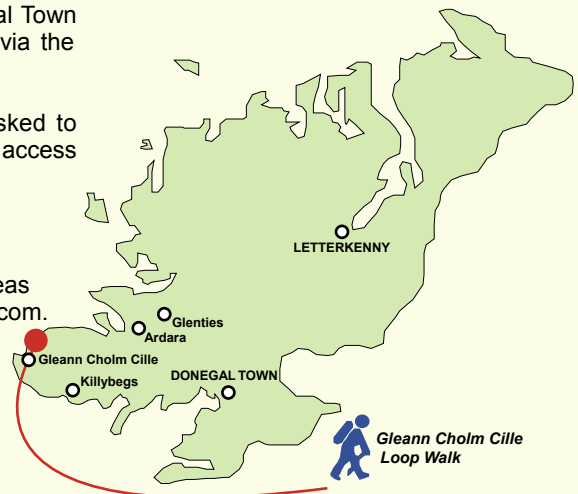 al Town
via the
sked to
access
eas
com.
LETTERKENNY
Glenties
Ardara
Gleann Cholm Cille
Killybegs
DONEGAL TOWN
Gleann Cholm Cille
Loop Walk